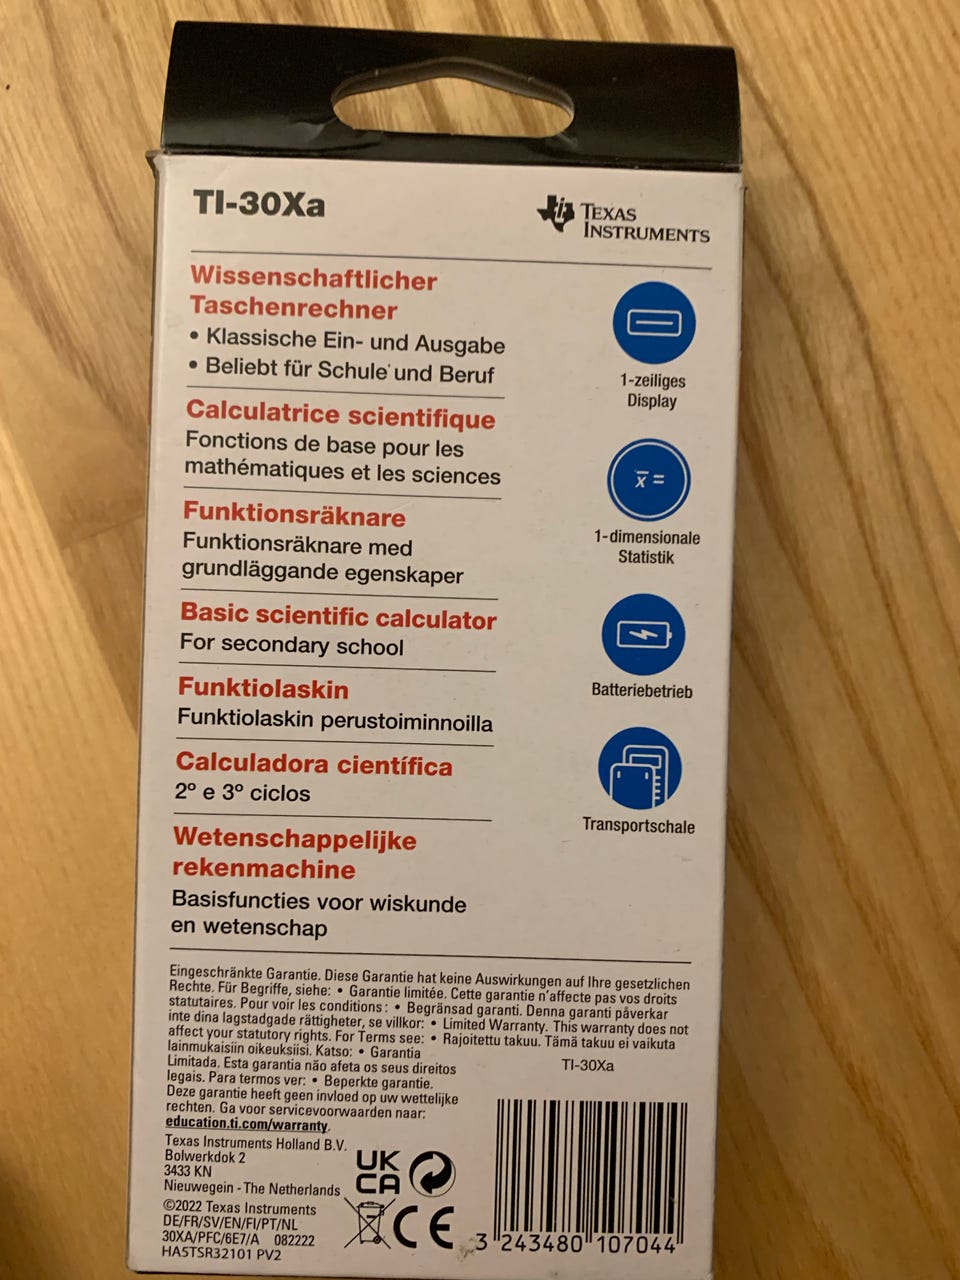 TI-30Xa
TEXAS
INSTRUMENTS
Wissenschaftlicher
Taschenrechner
• Klassische Ein- und Ausgabe
• Beliebt für Schule und Beruf
Calculatrice scientifique
Fonctions de base pour les
mathématiques et les sciences
Funktionsräknare
Funktionsräknare med
grundläggande egenskaper
Basic scientific calculator
For secondary school
Funktiolaskin
Funktiolaskin perustoiminnoilla
Calculadora científica
2º e 3º ciclos
Wetenschappelijke
rekenmachine
Basisfuncties voor wiskunde
en wetenschap
1-zeiliges
Display
x̅ =
1-dimensionale
Statistik
Batteriebetrieb
Transportschale
Eingeschränkte Garantie. Diese Garantie hat keine Auswirkungen auf Ihre gesetzlichen
Rechte. Für Begriffe, siehe: • Garantie limitée. Cette garantie n'affecte pas vos droits
statutaires. Pour voir les conditions : • Begränsad garanti. Denna garanti påverkar
inte dina lagstadgade rättigheter, se villkor: • Limited Warranty. This warranty does not
affect your statutory rights. For Terms see: • Rajoitettu takuu. Tämä takuu ei vaikuta
lainmukaisiin oikeuksiisi. Katso: • Garantia
Limitada. Esta garantia não afeta os seus direitos
legais. Para termos ver: • Beperkte garantie.
Deze garantie heeft geen invloed op uw wettelijke
rechten. Ga voor servicevoorwaarden naar:
education.ti.com/warranty.
Texas Instruments Holland B.V.
Bolwerkdok 2
3433 KN
Nieuwegein - The Netherlands
©2022 Texas Instruments
DE/FR/SV/EN/FI/PT/NL
30XA/PFC/6E7/A 082222
HA5TSR32101 PV2
UK
CA
CE
TI-30Xa
3 243480 107044